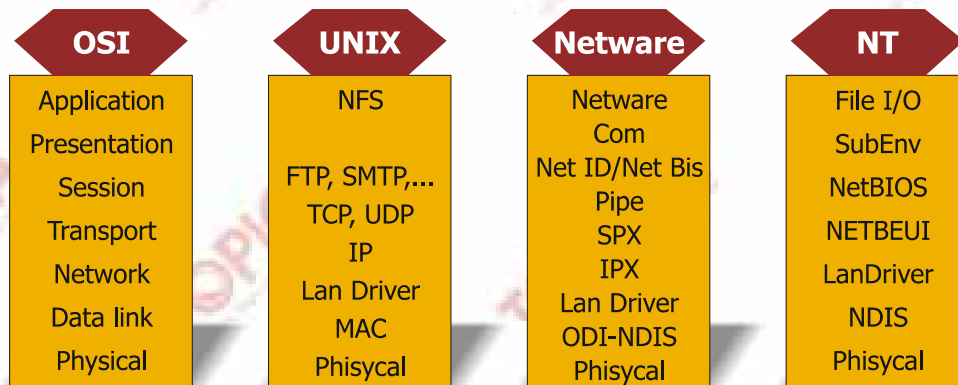 OSI
Application
Presentation
Session
Transport
Network
Data link
Physical
UNIX
NFS
FTP, SMTP,...
TCP, UDP
IP
Lan Driver
MAC
Phisycal
Netware
Netware
Com
Net ID/Net Bis
Pipe
SPX
IPX
Lan Driver
ODI-NDIS
Phisycal
NT
File I/O
SubEnv
NetBIOS
NETBEUI
LanDriver
NDIS
Phisycal